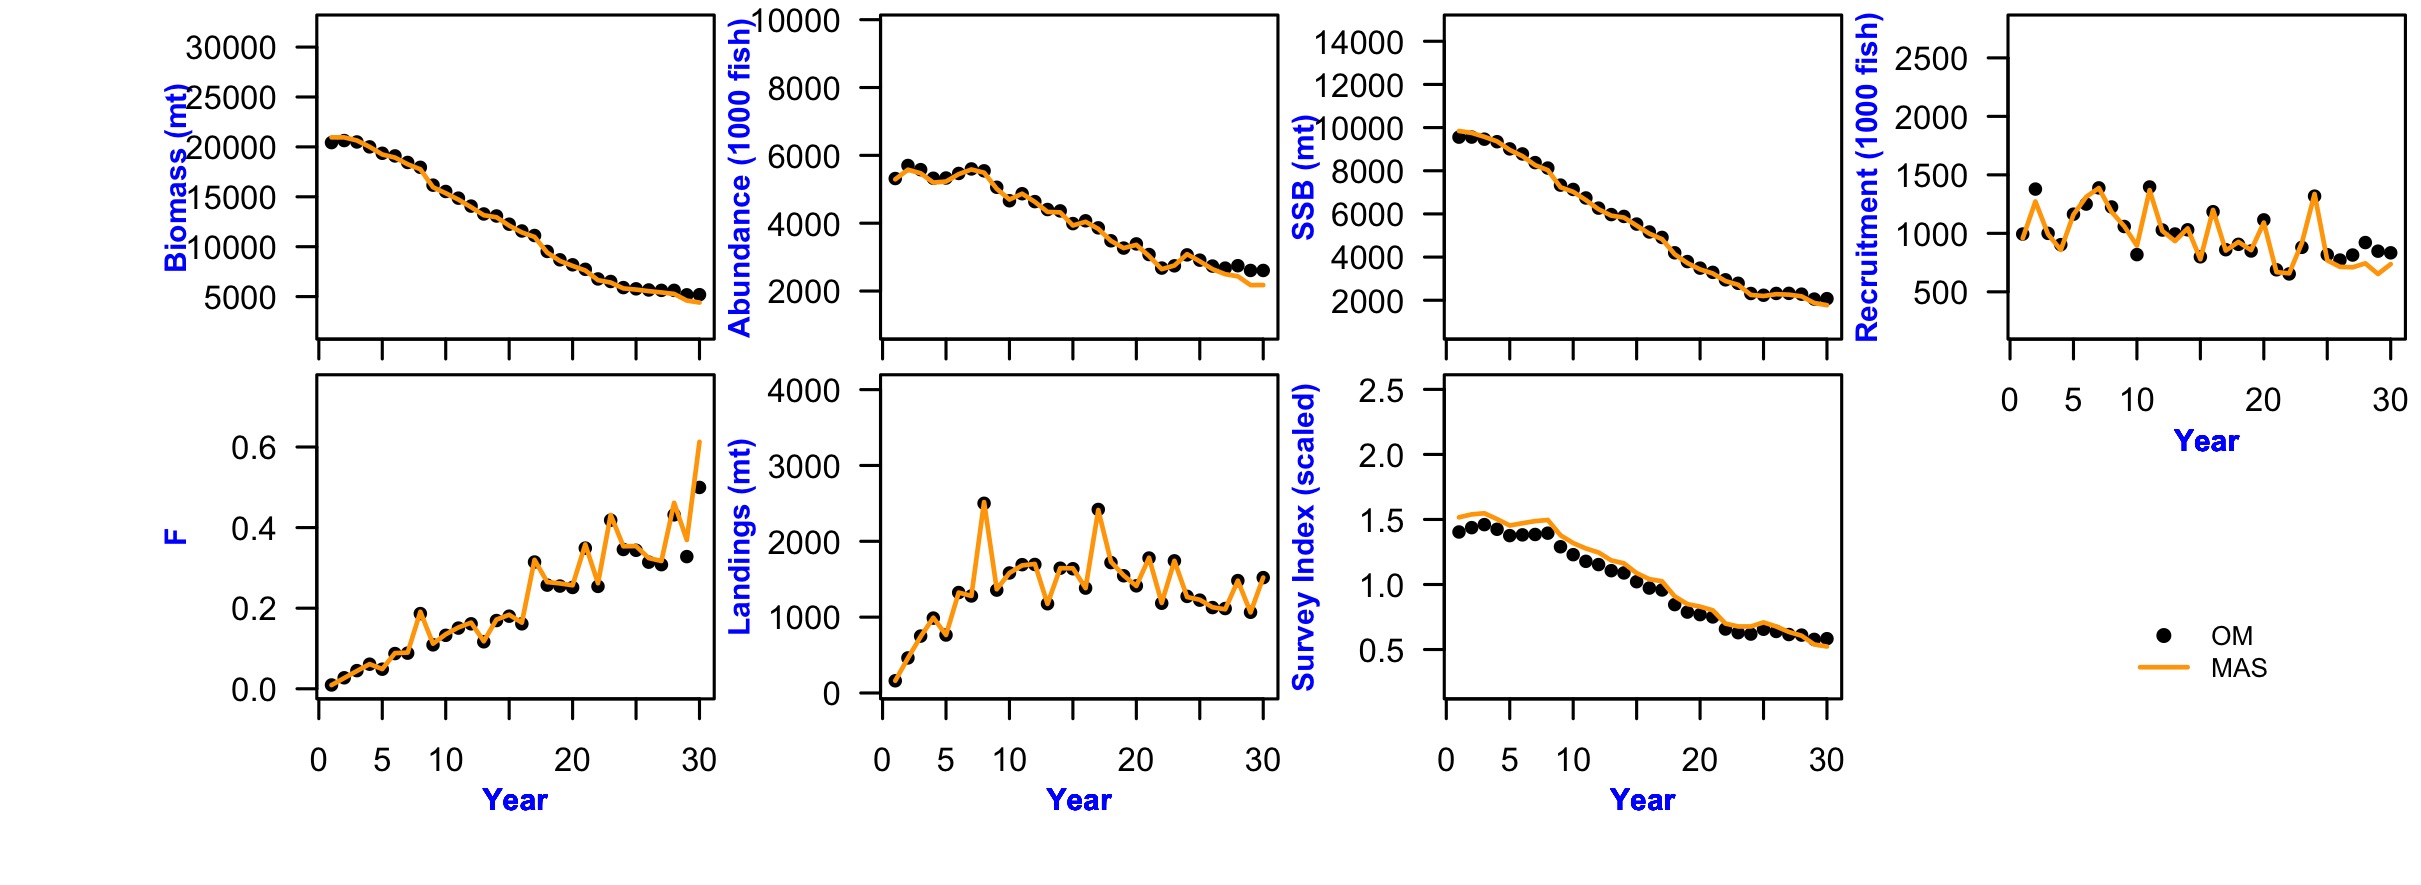 Biomass (mt)
30000
25000
20000
15000
10000
5000
Abundance (1000 fish)
10000
8000
6000
4000
2000
SSB (mt)
14000
12000
10000
8000
6000
4000
2000
Recruitment (1000 fish)
2500
2000
1500
1000
500
0 5 10 20 30
Year
F
0.6
0.4
0.2
0.0
0 5 10 20 30
Year
Landings (mt)
4000
3000
2000
1000
0
0 5 10 20 30
Year
Survey Index (scaled)
2.5
2.0
1.5
1.0
0.5
0 5 10 20 30
Year
OM
MAS